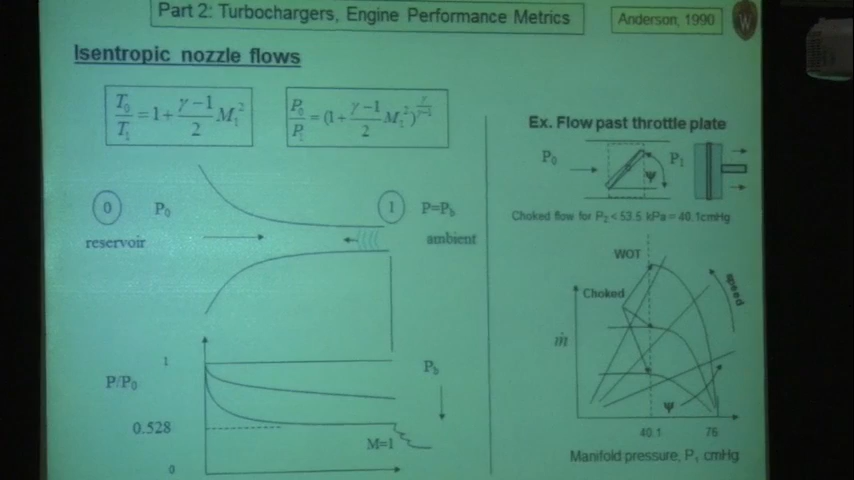 Part 2: Turbochargers, Engine Performance Metrics
Anderson, 1990
W
Isentropic nozzle flows
T₀/T₁ = 1 + (γ−1)/2 M₁²
P₀/P₁ = (1 + (γ−1)/2 M₁²)^(γ/(γ−1))
0 P₀
reservoir
1 P=P_b
ambient
1
P/P₀
0.528
0
P_b
M=1
Ex. Flow past throttle plate
P₀
ψ
P₁
Choked flow for P₂ < 53.5 kPa = 40.1cmHg
WOT
Choked
speed
ṁ
ψ
40.1 76
Manifold pressure, P₁ cmHg